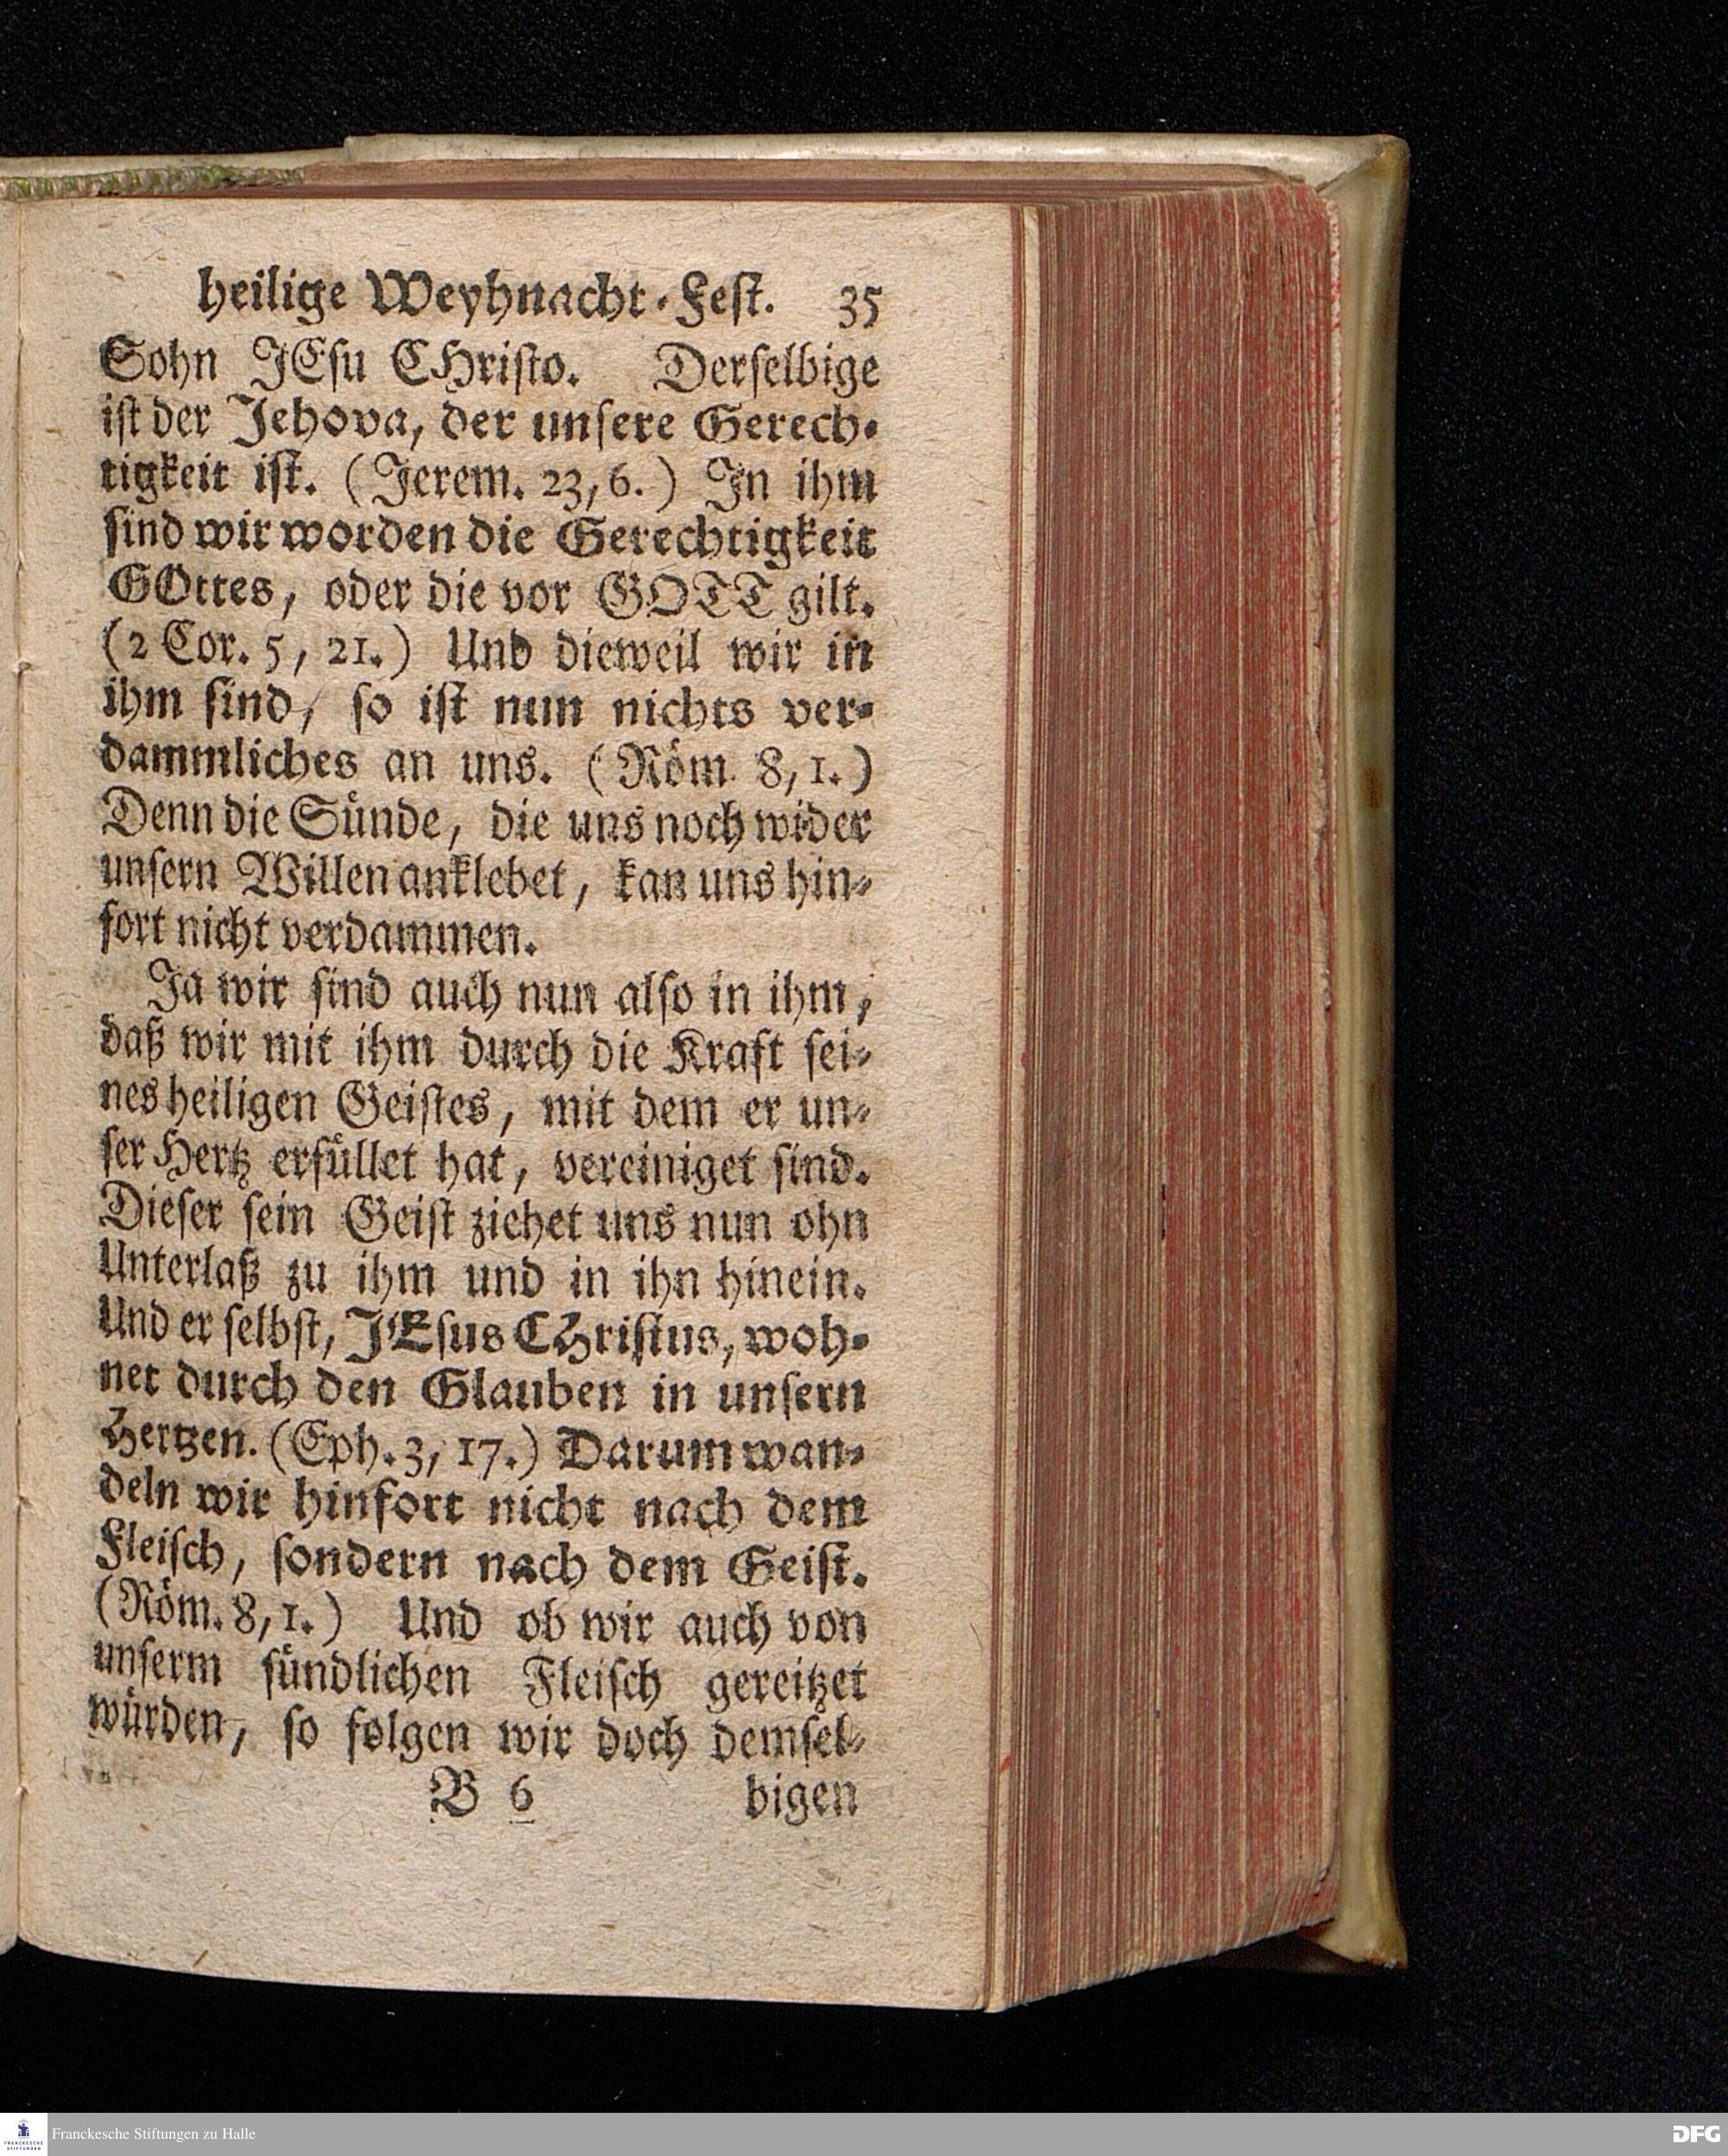 heilige Weyhnacht-Fest. 35
Sohn JEsu CHristo. Derselbige
ist der Jehova, der unsere Gerech-
tigkeit ist. (Jerem. 23, 6.) In ihm
sind wir worden die Gerechtigkeit
GOttes, oder die vor GOTT gilt.
(2 Cor. 5, 21.) Und dieweil wir in
ihm sind, so ist nun nichts ver-
dammliches an uns. (Röm. 8, 1.)
Denn die Sünde, die uns noch wider
unsern Willen anklebet, kan uns hin-
fort nicht verdammen.
Ja wir sind auch nun also in ihm,
daß wir mit ihm durch die Kraft sei-
nes heiligen Geistes, mit dem er un-
ser Hertz erfüllet hat, vereiniget sind.
Dieser sein Geist ziehet uns nun ohn
Unterlaß zu ihm und in ihn hinein.
Und er selbst, JEsus CHristus, woh-
net durch den Glauben in unsern
Hertzen. (Eph. 3, 17.) Darum wan-
deln wir hinfort nicht nach dem
Fleisch, sondern nach dem Geist.
(Röm. 8, 1.) Und ob wir auch von
unserm sündlichen Fleisch gereitzet
würden, so folgen wir doch demsel-
B 6 bigen
FRANCKESCHE
STIFTUNGEN
Franckesche Stiftungen zu Halle
DFG